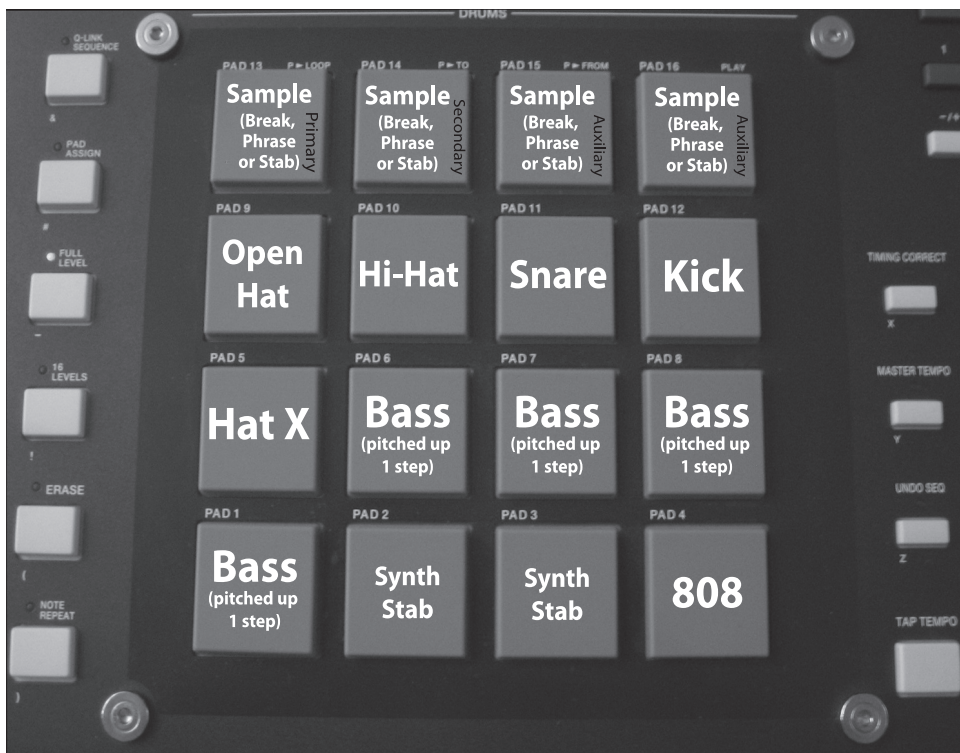 DRUMS
Q-LINK
SEQUENCE
&
PAD
ASSIGN
#
FULL
LEVEL
–
16
LEVELS
!
ERASE
(
NOTE
REPEAT
)
PAD 13 P►LOOP
Sample
(Break,
Phrase
or Stab)
Primary
PAD 14 P►TO
Sample
(Break,
Phrase
or Stab)
Secondary
PAD 15 P►FROM
Sample
(Break,
Phrase
or Stab)
Auxiliary
PAD 16 PLAY
Sample
(Break,
Phrase
or Stab)
Auxiliary
PAD 9
Open
Hat
PAD 10
Hi-Hat
PAD 11
Snare
PAD 12
Kick
PAD 5
Hat X
PAD 6
Bass
(pitched up
1 step)
PAD 7
Bass
(pitched up
1 step)
PAD 8
Bass
(pitched up
1 step)
PAD 1
Bass
(pitched up
1 step)
PAD 2
Synth
Stab
PAD 3
Synth
Stab
PAD 4
808
1
–/+
TIMING CORRECT
X
MASTER TEMPO
Y
UNDO SEQ
Z
TAP TEMPO